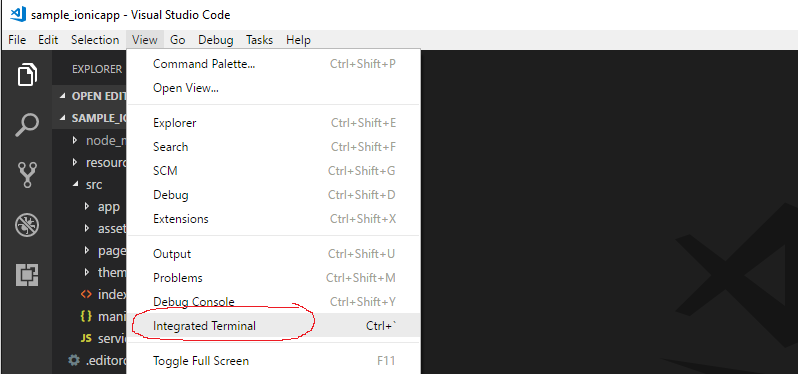 sample_ionicapp - Visual Studio Code
File Edit Selection View Go Debug Tasks Help
EXPLORER
OPEN EDIT
SAMPLE_IO
node_m
resourc
src
app
asset
page
them
<> index
{ } mani
JS servic
.editorc
Command Palette... Ctrl+Shift+P
Open View...
Explorer Ctrl+Shift+E
Search Ctrl+Shift+F
SCM Ctrl+Shift+G
Debug Ctrl+Shift+D
Extensions Ctrl+Shift+X
Output Ctrl+Shift+U
Problems Ctrl+Shift+M
Debug Console Ctrl+Shift+Y
Integrated Terminal Ctrl+`
Toggle Full Screen F11